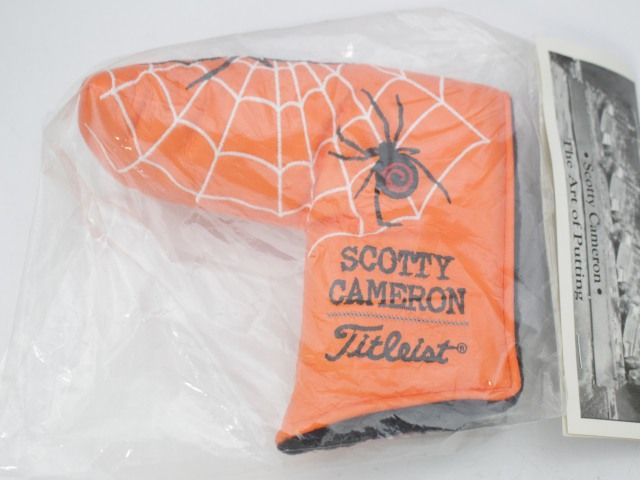 SCOTTY
CAMERON
Titleist®
• Scotty Cameron •
The Art of Putting